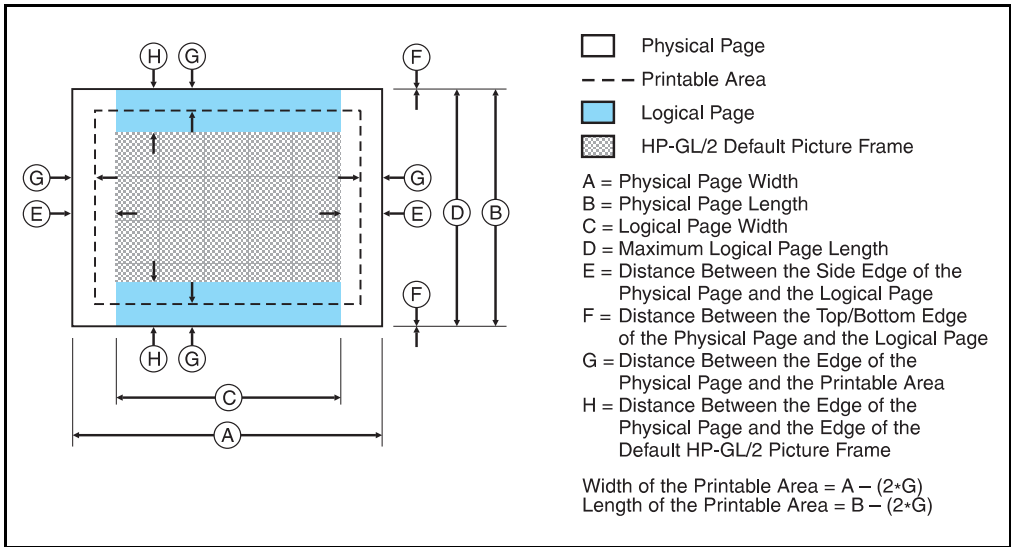 H
G
F
G
G
E
E
D
B
F
H
G
C
A
Physical Page
Printable Area
Logical Page
HP-GL/2 Default Picture Frame
A = Physical Page Width
B = Physical Page Length
C = Logical Page Width
D = Maximum Logical Page Length
E = Distance Between the Side Edge of the
Physical Page and the Logical Page
F = Distance Between the Top/Bottom Edge
of the Physical Page and the Logical Page
G = Distance Between the Edge of the
Physical Page and the Printable Area
H = Distance Between the Edge of the
Physical Page and the Edge of the
Default HP-GL/2 Picture Frame
Width of the Printable Area = A – (2*G)
Length of the Printable Area = B – (2*G)